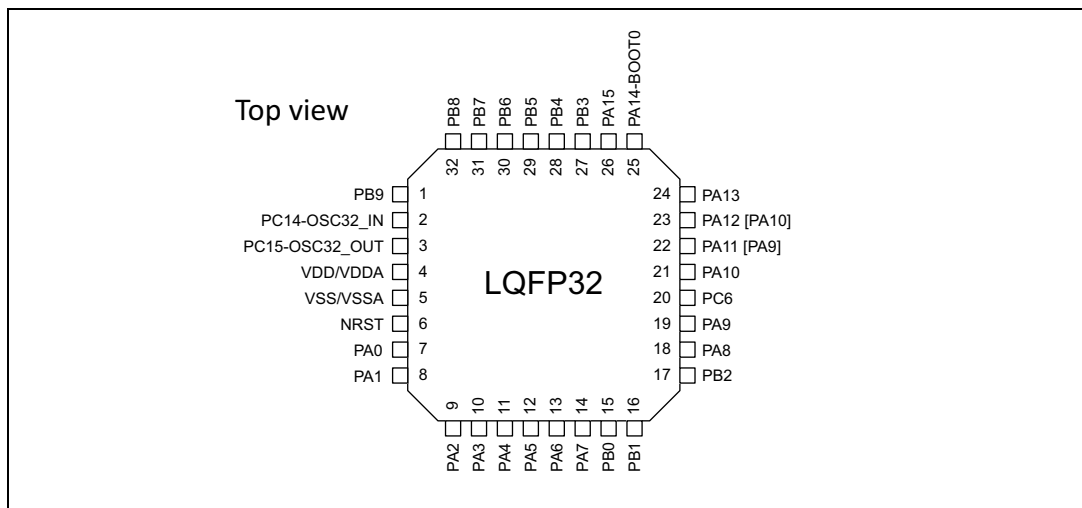 Top view
PB8
PB7
PB6
PB5
PB4
PB3
PA15
PA14-BOOT0
32
31
30
29
28
27
26
25
PB9 1
PC14-OSC32_IN 2
PC15-OSC32_OUT 3
VDD/VDDA 4
VSS/VSSA 5
NRST 6
PA0 7
PA1 8
LQFP32
24 PA13
23 PA12 [PA10]
22 PA11 [PA9]
21 PA10
20 PC6
19 PA9
18 PA8
17 PB2
9
10
11
12
13
14
15
16
PA2
PA3
PA4
PA5
PA6
PA7
PB0
PB1